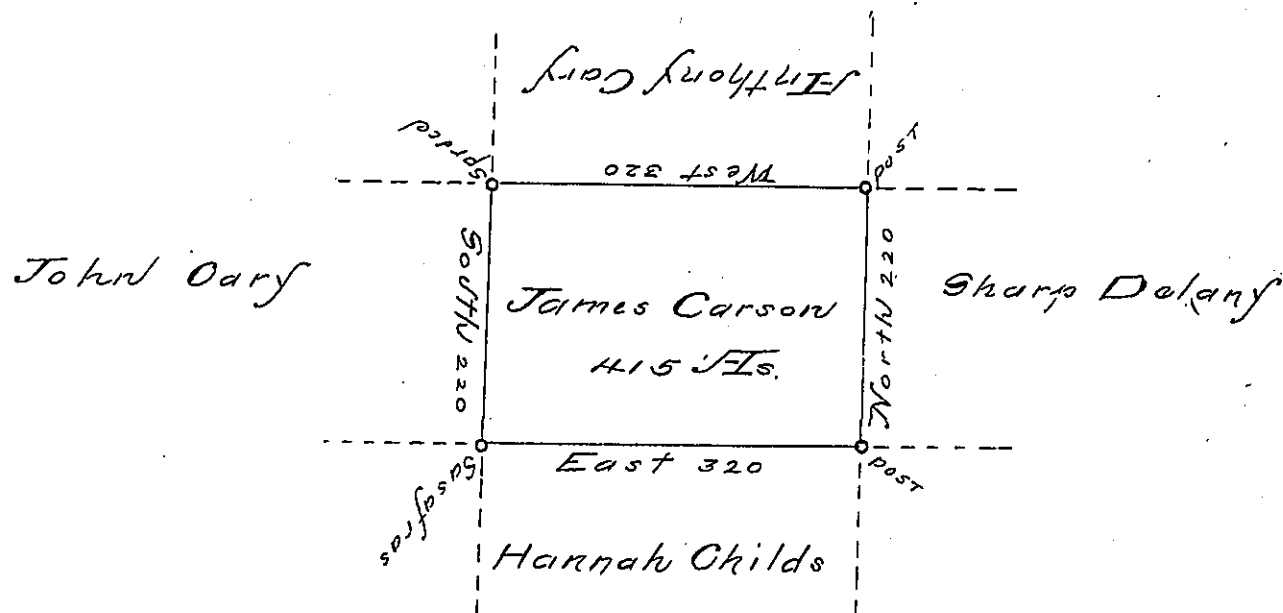 Anthony Cary
Spruce
post
West 320
John Cary
South 220
James Carson
415 As.
North 220
Sharp Delany
Sasafras
East 320
post
Hannah Childs